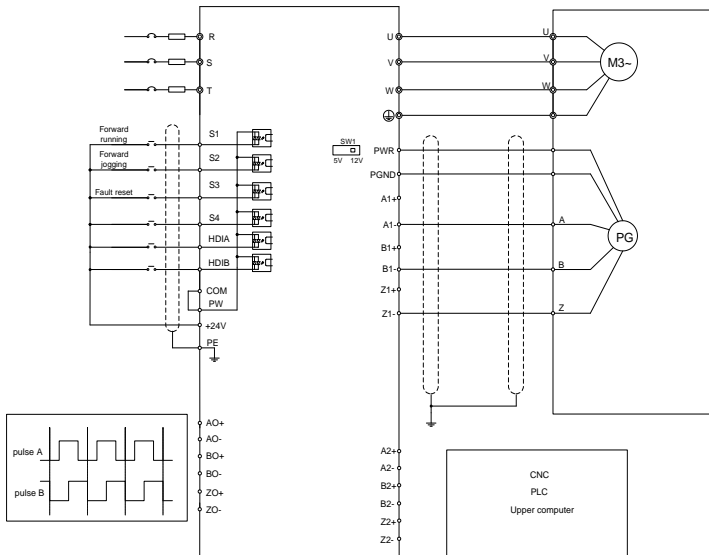 R
S
T
Forward running
Forward jogging
Fault reset
S1
S2
S3
S4
HDIA
HDIB
COM
PW
+24V
PE
SW1
5V 12V
U
V
W
PWR
PGND
A1+
A1-
B1+
B1-
Z1+
Z1-
U
V
W
M3~
A
B
Z
PG
pulse A
pulse B
AO+
AO-
BO+
BO-
ZO+
ZO-
A2+
A2-
B2+
B2-
Z2+
Z2-
CNC
PLC
Upper computer